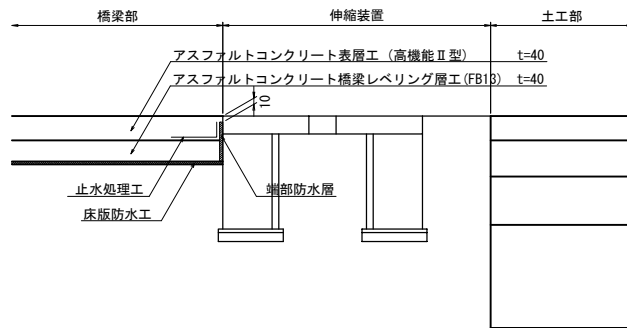 橋梁部
伸縮装置
土工部
アスファルトコンクリート表層工 (高機能Ⅱ型) t=40
アスファルトコンクリート橋梁レベリング層工(FB13) t=40
10
止水処理工
端部防水層
床版防水工